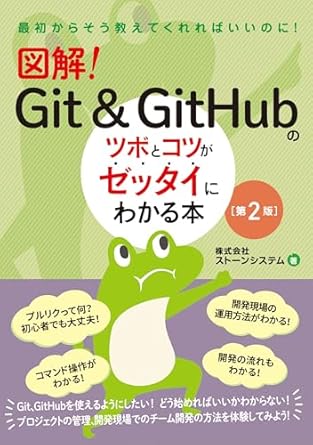 最初からそう教えてくれればいいのに！
図解！
Git & GitHubの
ツボとコツが
ゼッタイに
わかる本
［第2版］
株式会社
ストーンシステム 著
プルリクって何？
初心者でも大丈夫！
開発現場の
運用方法がわかる！
コマンド操作が
わかる！
開発の流れも
わかる！
Git、GitHubを使えるようにしたい！ どう始めればいいかわからない！
プロジェクトの管理、開発現場でのチーム開発の方法を体験してみよう！